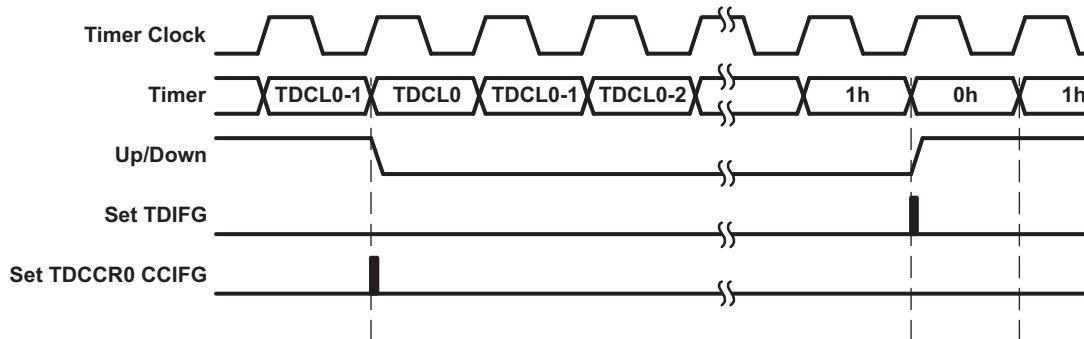 Timer Clock
Timer TDCL0-1 TDCL0 TDCL0-1 TDCL0-2 1h 0h 1h
Up/Down
Set TDIFG
Set TDCCR0 CCIFG